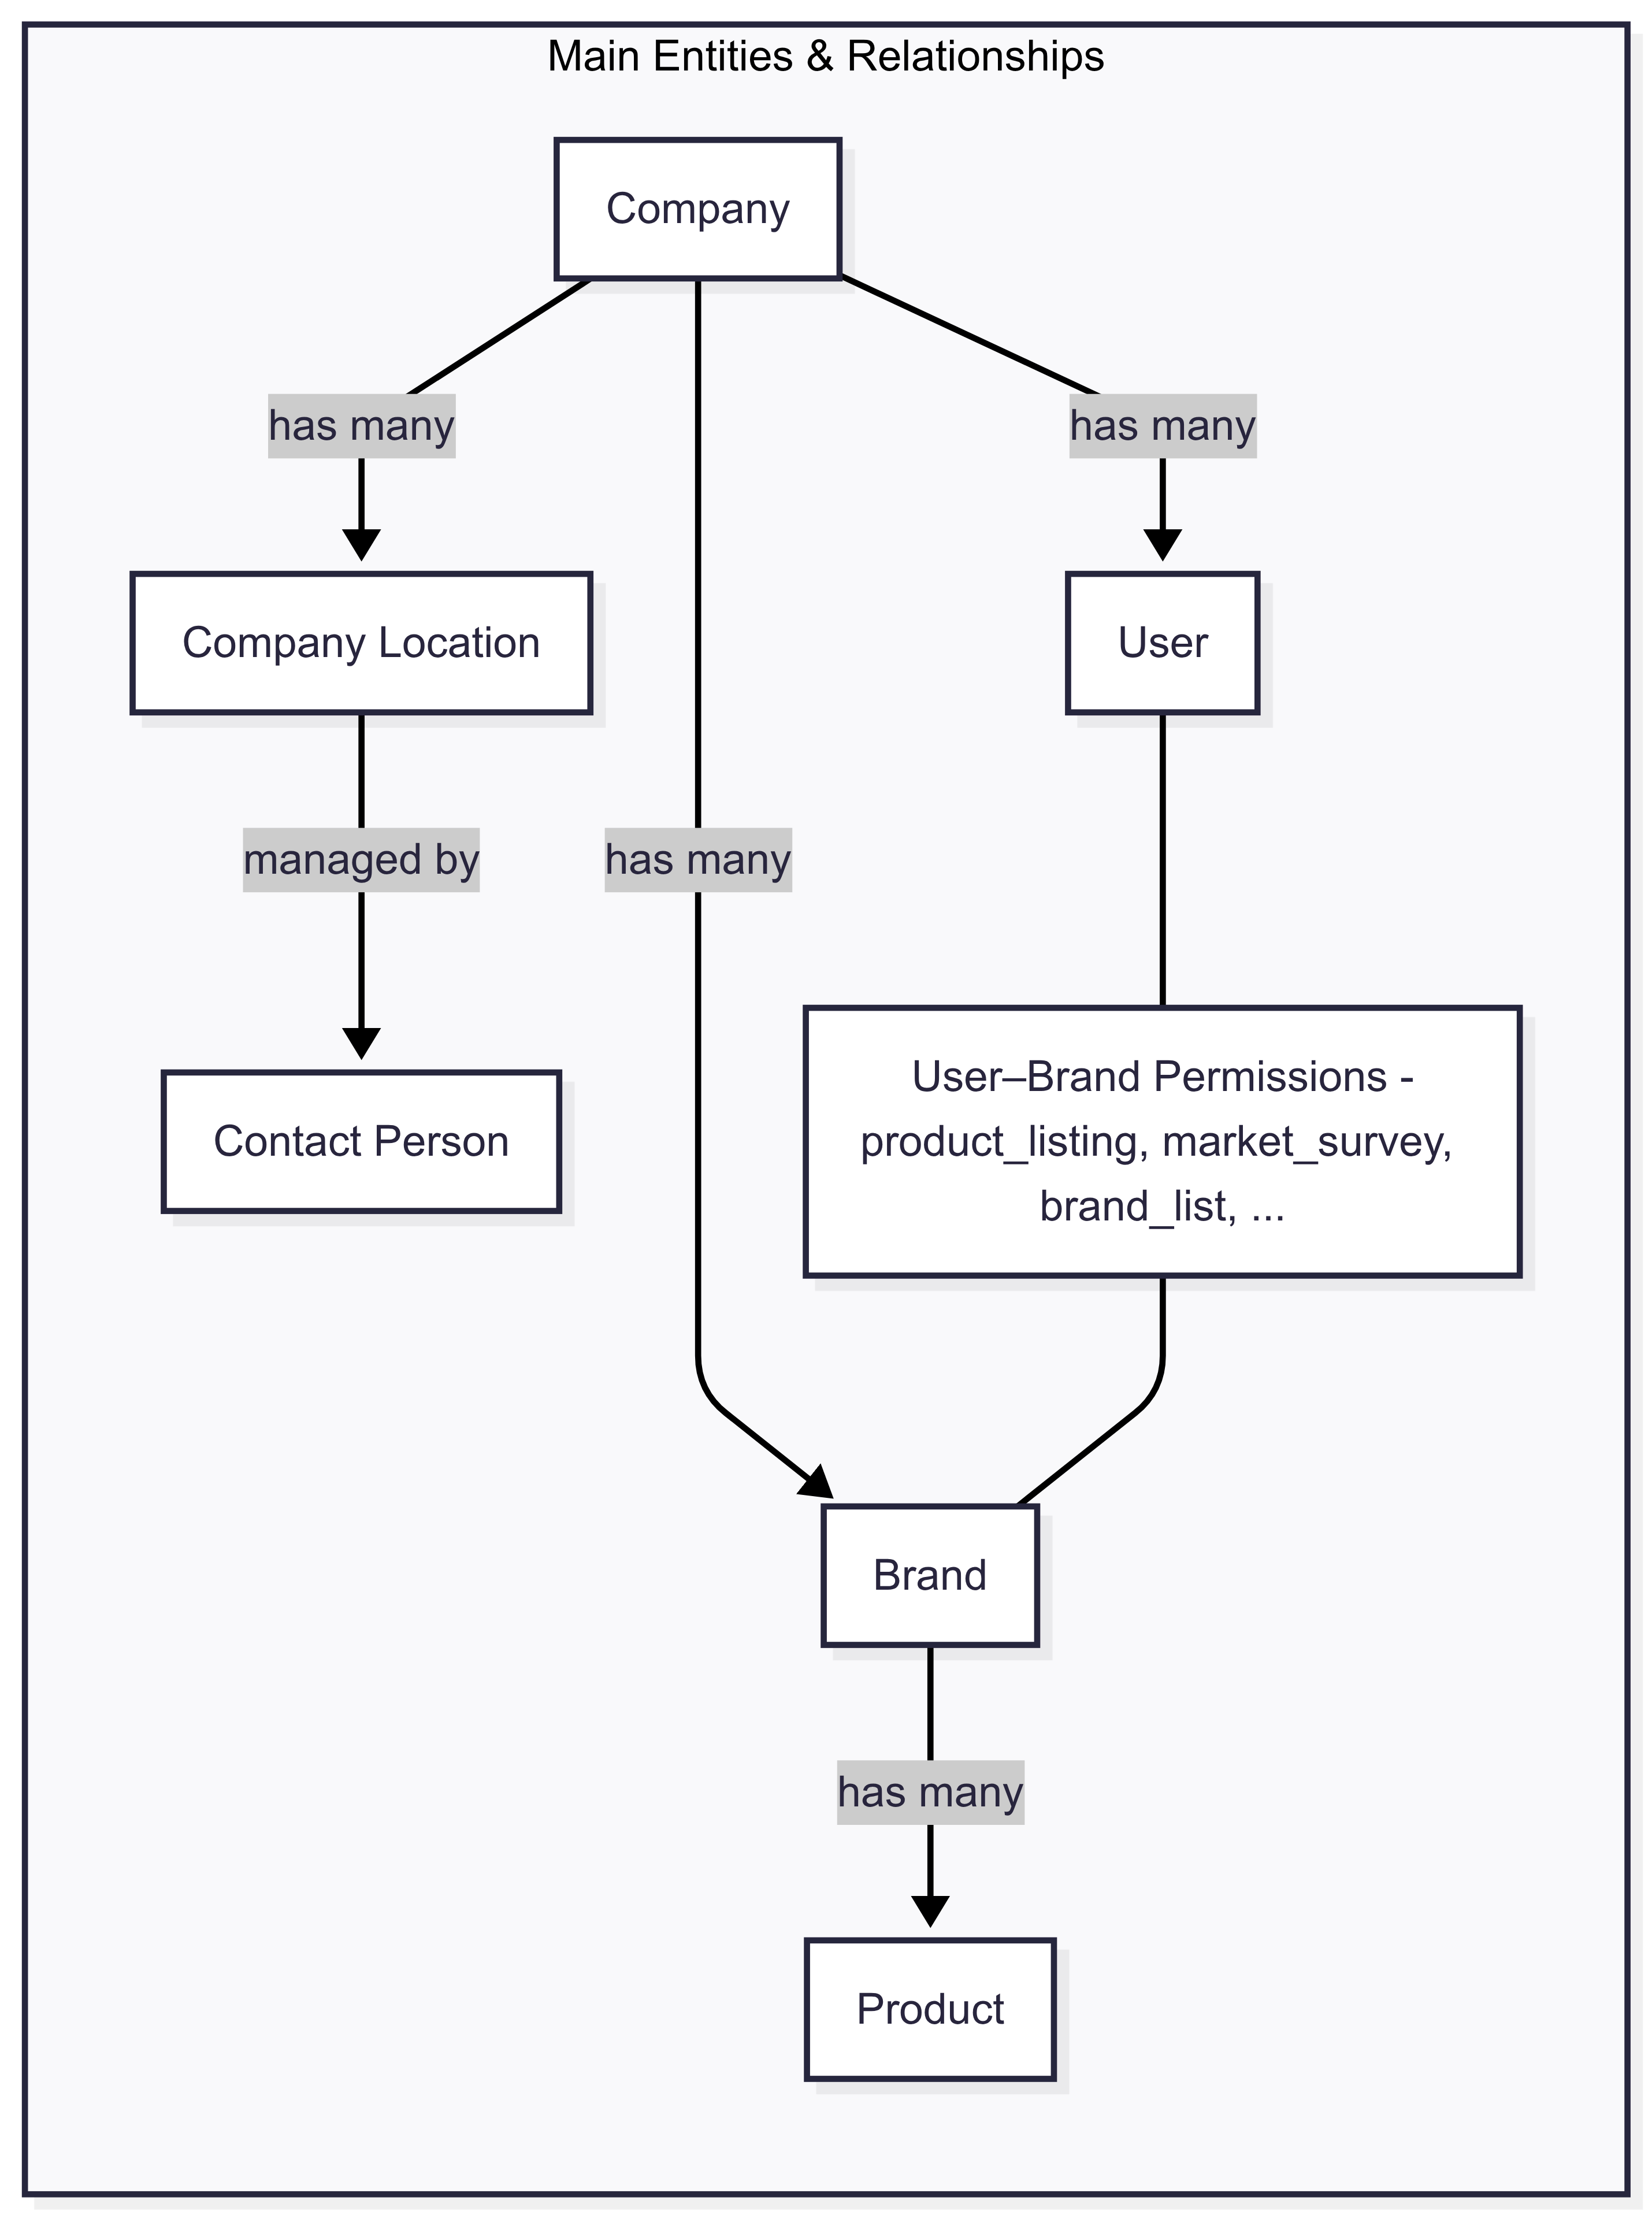 Main Entities & Relationships
Company
has many
has many
Company Location
User
managed by
has many
Contact Person
User–Brand Permissions -
product_listing, market_survey,
brand_list, ...
Brand
has many
Product